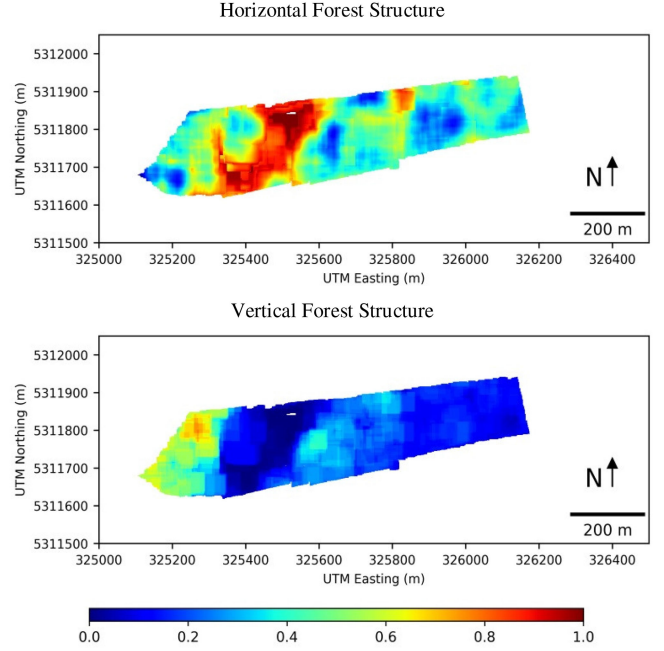 Horizontal Forest Structure
5312000
5311900
5311800
5311700
5311600
5311500
UTM Northing (m)
N
200 m
325000 325200 325400 325600 325800 326000 326200 326400
UTM Easting (m)
Vertical Forest Structure
5312000
5311900
5311800
5311700
5311600
5311500
UTM Northing (m)
N
200 m
325000 325200 325400 325600 325800 326000 326200 326400
UTM Easting (m)
0.0 0.2 0.4 0.6 0.8 1.0